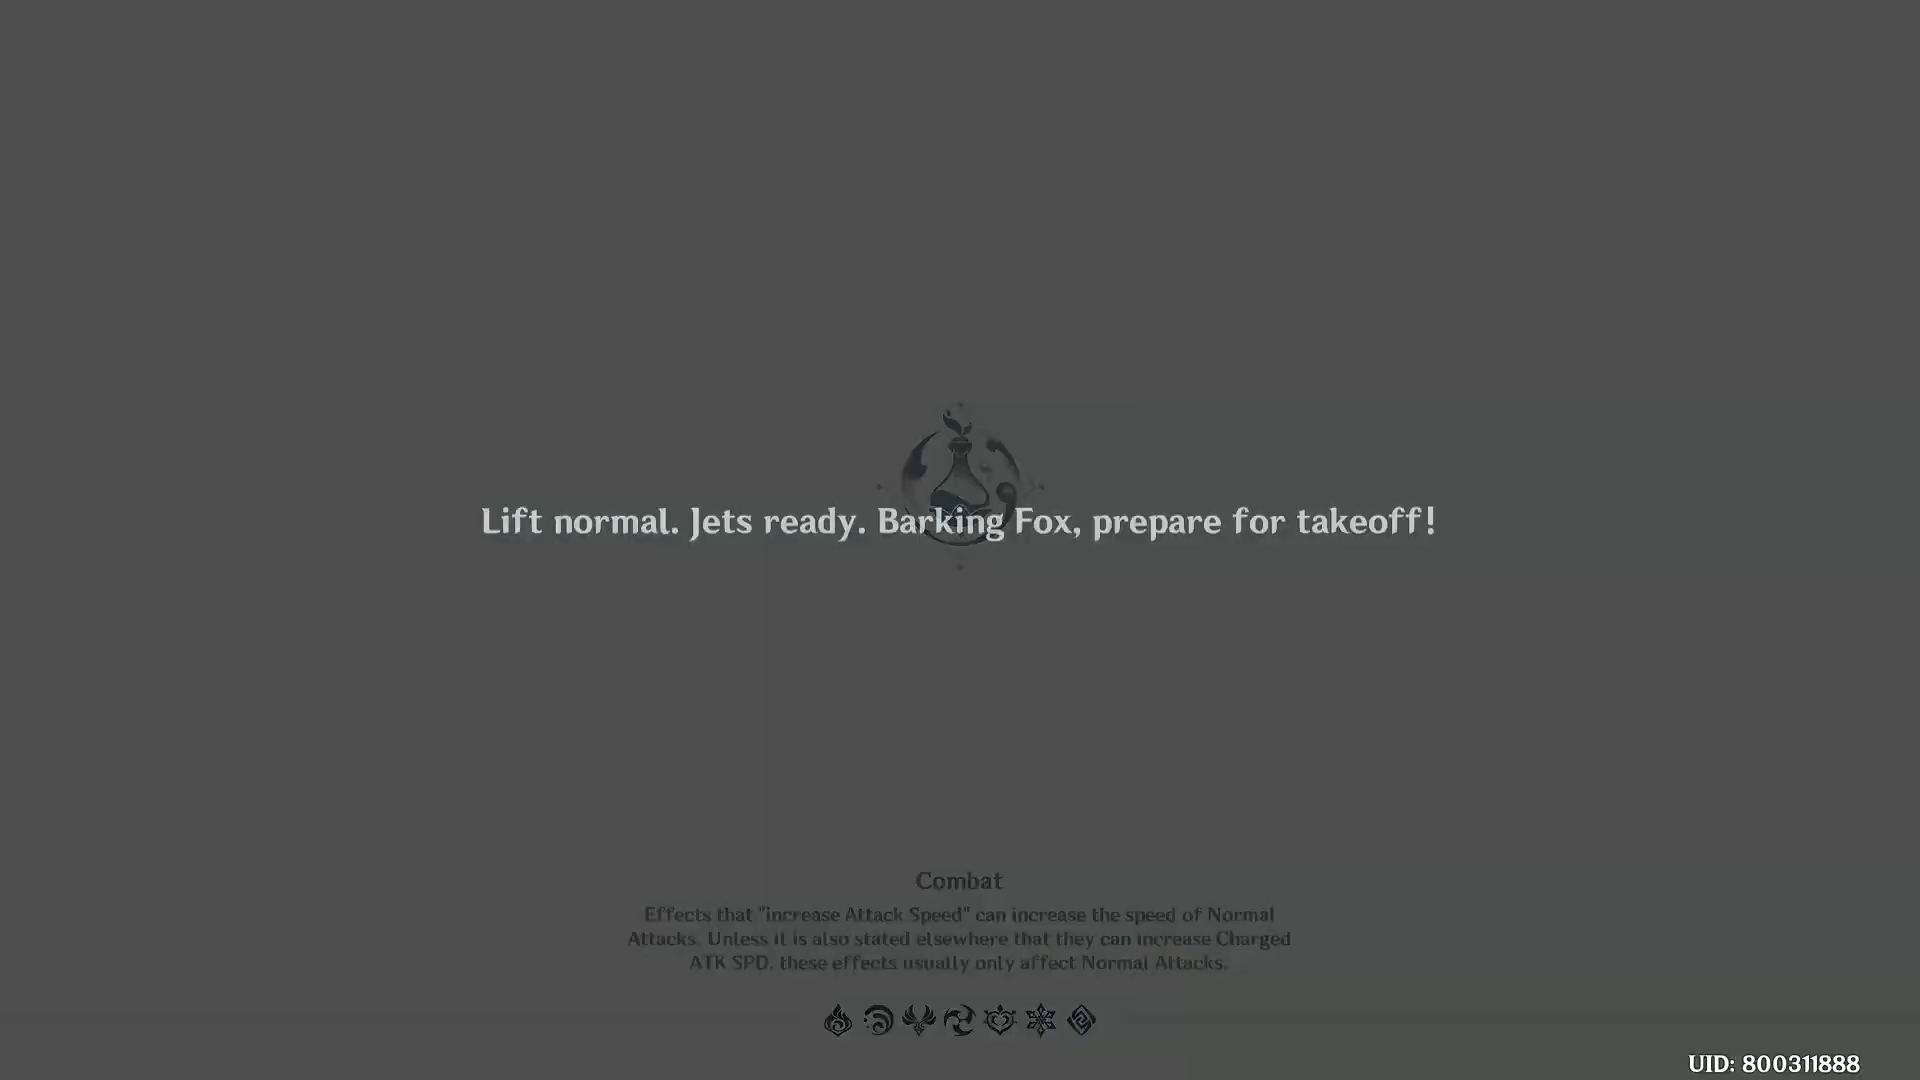 Lift normal. Jets ready. Barking Fox, prepare for takeoff!
Combat
Effects that "increase Attack Speed" can increase the speed of Normal
Attacks. Unless it is also stated elsewhere that they can increase Charged
ATK SPD, these effects usually only affect Normal Attacks.
UID: 800311888